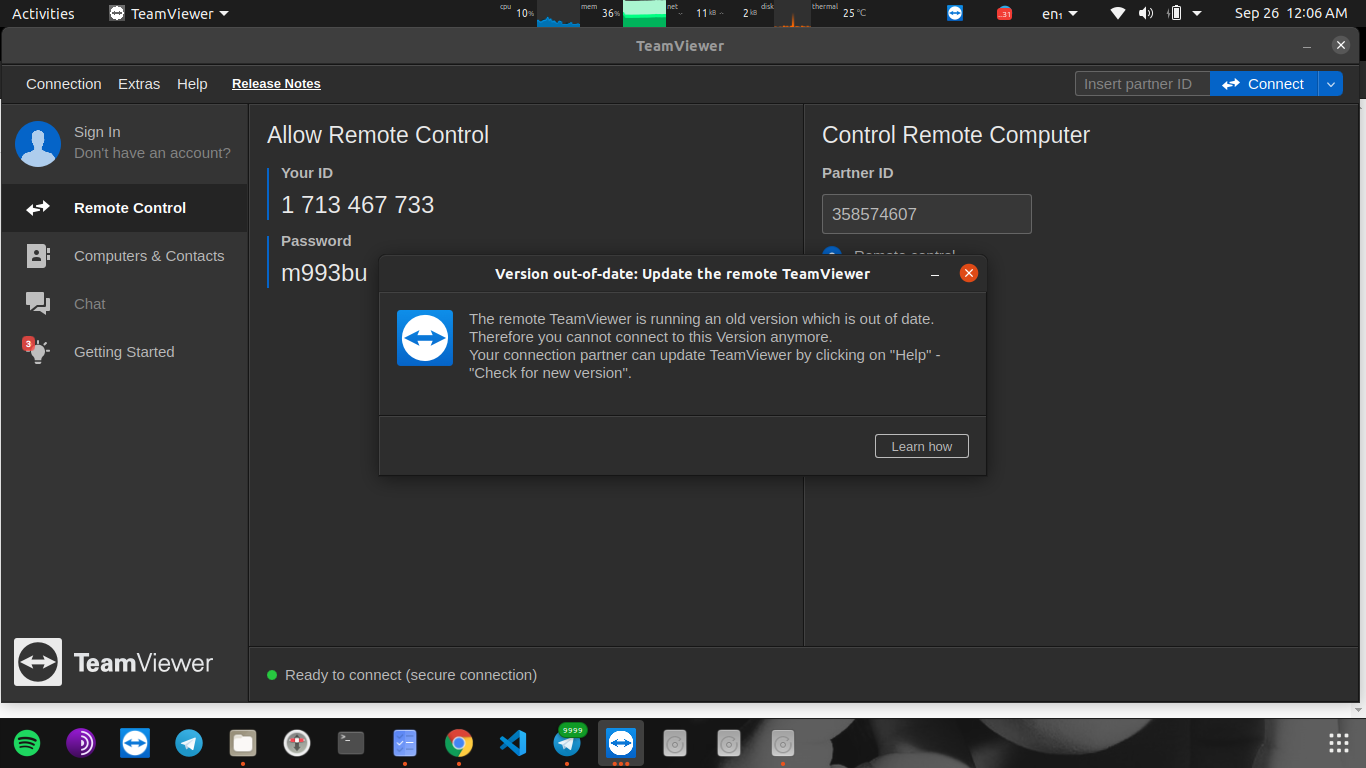 Activities
TeamViewer
cpu 10%
mem 36%
net 11 kB 2 kB
disk
thermal 25 °C
31
en₁
Sep 26 12:06 AM
TeamViewer
Connection Extras Help Release Notes
Insert partner ID
Connect
Sign In
Don't have an account?
Remote Control
Computers & Contacts
Chat
3
Getting Started
TeamViewer
Allow Remote Control
Your ID
1 713 467 733
Password
m993bu
Control Remote Computer
Partner ID
358574607
Remote control
Version out-of-date: Update the remote TeamViewer
The remote TeamViewer is running an old version which is out of date.
Therefore you cannot connect to this Version anymore.
Your connection partner can update TeamViewer by clicking on "Help" -
"Check for new version".
Learn how
Ready to connect (secure connection)
9999